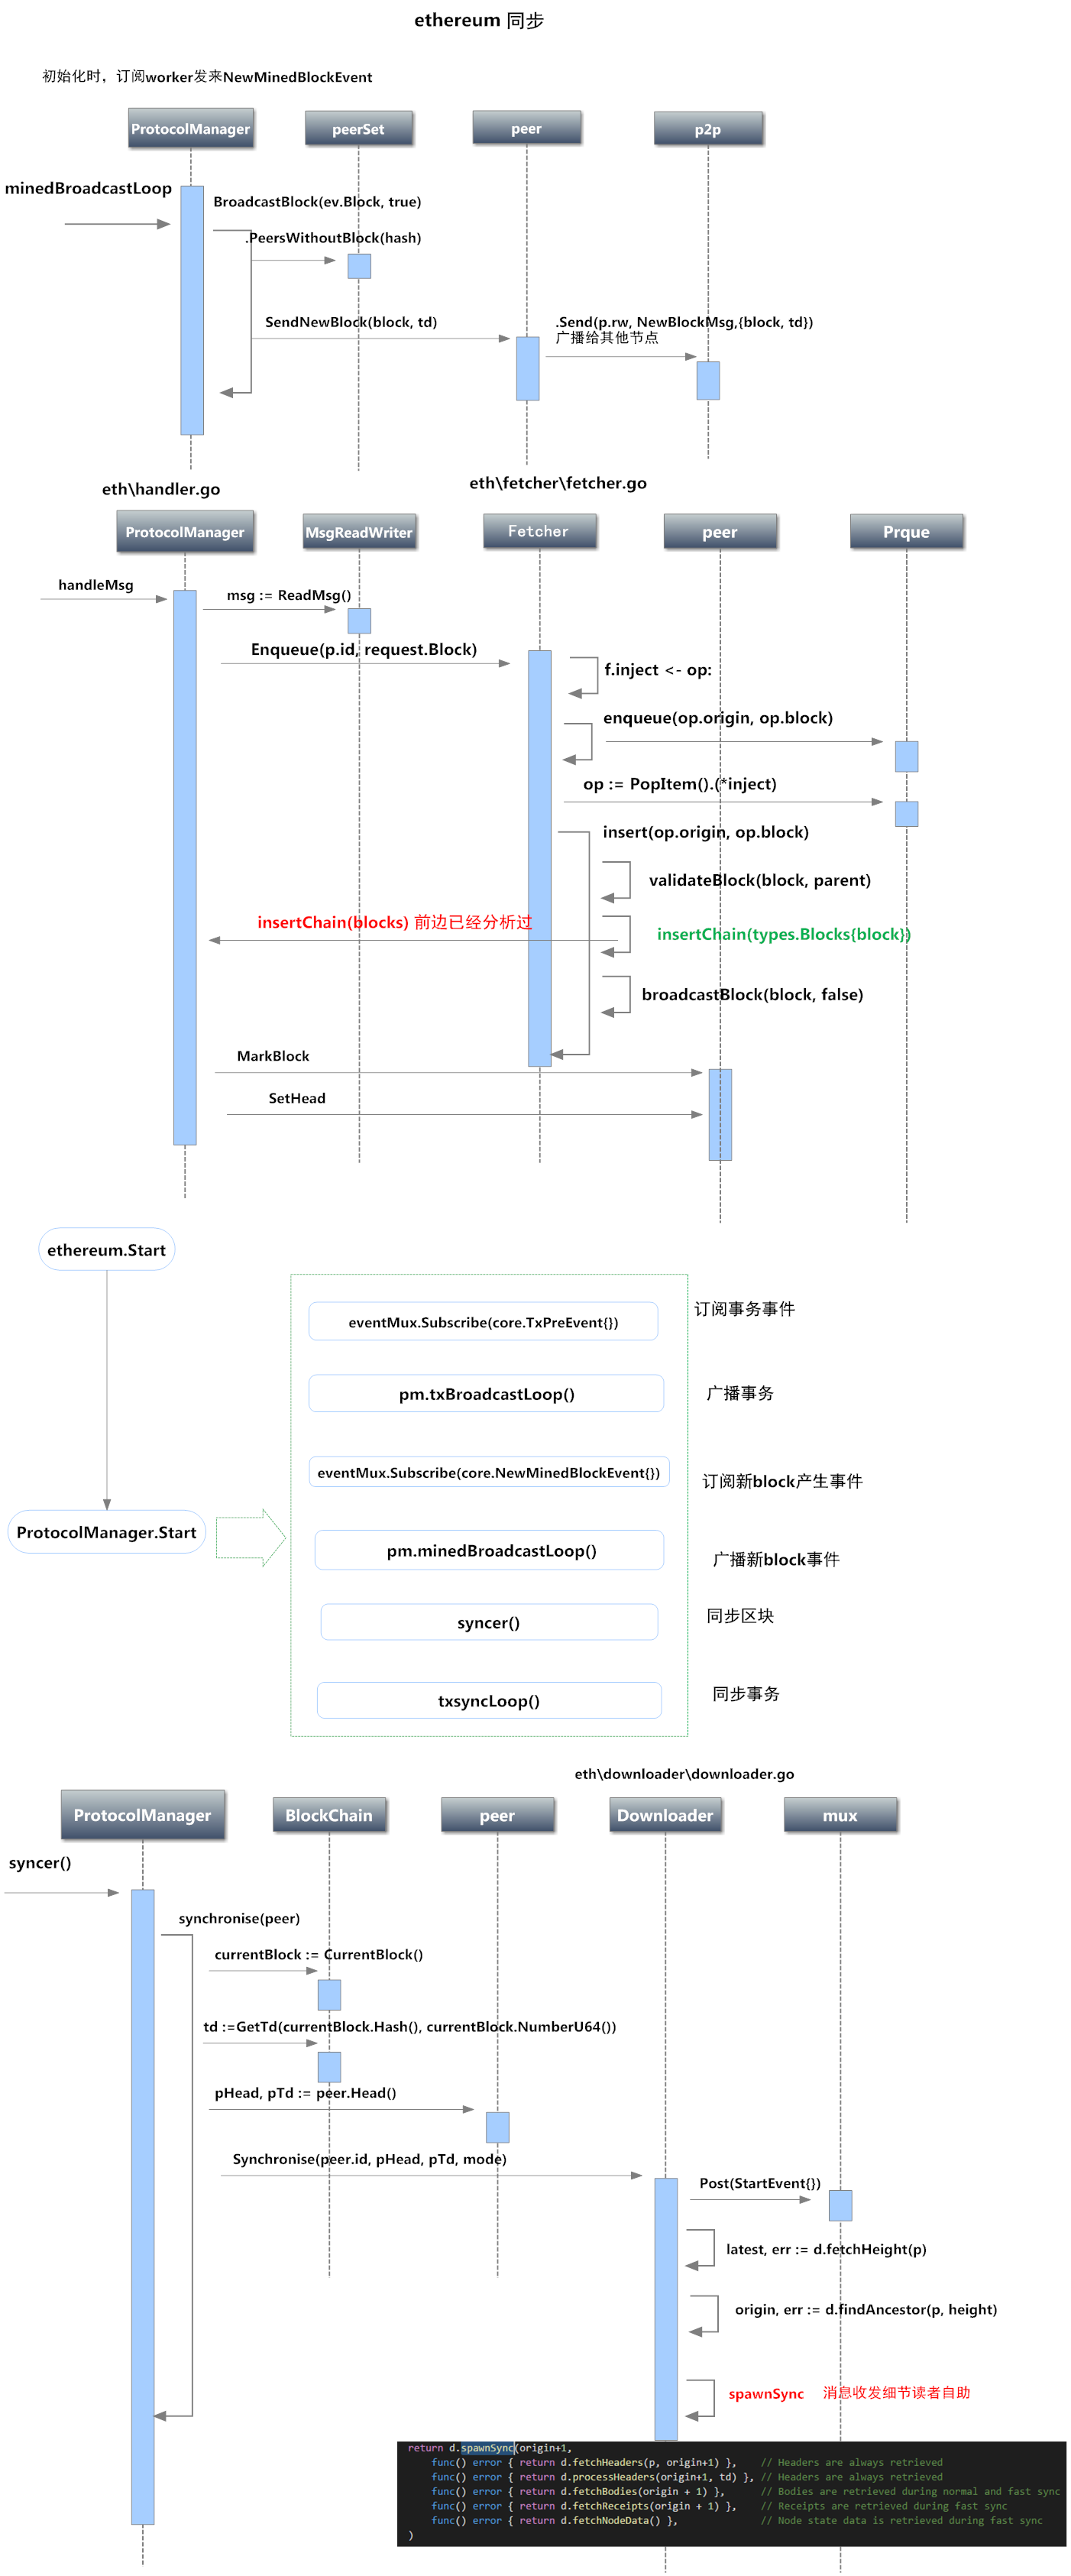 ethereum 同步
初始化时，订阅worker发来NewMinedBlockEvent
ProtocolManager
peerSet
peer
p2p
minedBroadcastLoop
BroadcastBlock(ev.Block, true)
.PeersWithoutBlock(hash)
SendNewBlock(block, td)
.Send(p.rw, NewBlockMsg,{block, td})
广播给其他节点
eth\handler.go
eth\fetcher\fetcher.go
ProtocolManager
MsgReadWriter
Fetcher
peer
Prque
handleMsg
msg := ReadMsg()
Enqueue(p.id, request.Block)
f.inject <- op:
enqueue(op.origin, op.block)
op := PopItem().(*inject)
insert(op.origin, op.block)
validateBlock(block, parent)
insertChain(blocks) 前边已经分析过
insertChain(types.Blocks{block})
broadcastBlock(block, false)
MarkBlock
SetHead
ethereum.Start
eventMux.Subscribe(core.TxPreEvent{})
订阅事务事件
pm.txBroadcastLoop()
广播事务
eventMux.Subscribe(core.NewMinedBlockEvent{})
订阅新block产生事件
ProtocolManager.Start
pm.minedBroadcastLoop()
广播新block事件
syncer()
同步区块
txsyncLoop()
同步事务
eth\downloader\downloader.go
ProtocolManager
BlockChain
peer
Downloader
mux
syncer()
synchronise(peer)
currentBlock := CurrentBlock()
td :=GetTd(currentBlock.Hash(), currentBlock.NumberU64())
pHead, pTd := peer.Head()
Synchronise(peer.id, pHead, pTd, mode)
Post(StartEvent{})
latest, err := d.fetchHeight(p)
origin, err := d.findAncestor(p, height)
spawnSync 消息收发细节读者自助
return d.spawnSync(origin+1,
func() error { return d.fetchHeaders(p, origin+1) }, // Headers are always retrieved
func() error { return d.processHeaders(origin+1, td) }, // Headers are always retrieved
func() error { return d.fetchBodies(origin + 1) }, // Bodies are retrieved during normal and fast sync
func() error { return d.fetchReceipts(origin + 1) }, // Receipts are retrieved during fast sync
func() error { return d.fetchNodeData() }, // Node state data is retrieved during fast sync
)